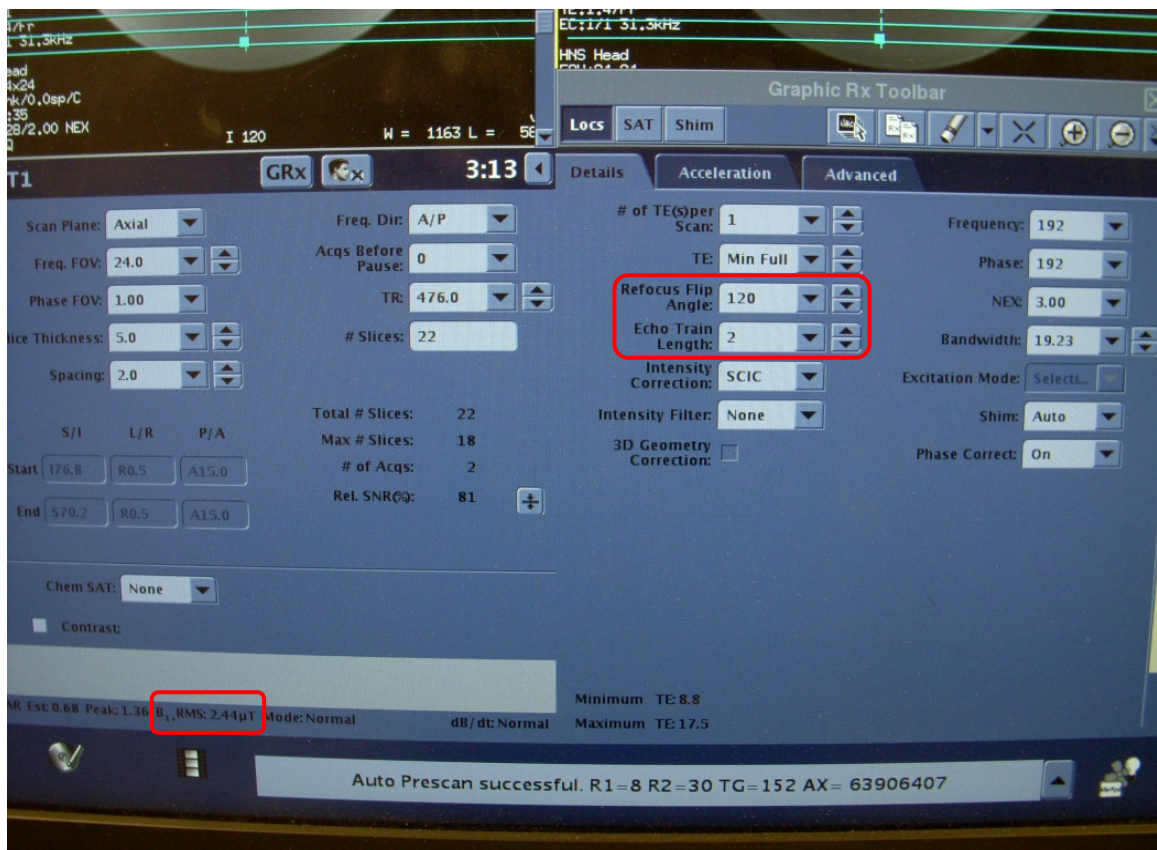 31.3KHz
4x24
nk/0.0sp/C
:35
28/2.00 NEX
I 120
W = 1163 L = 58
EC:1/1 31.3KHz
HNS Head
Graphic Rx Toolbar
Locs SAT Shim
T1
GRx
3:13
Details Acceleration Advanced
Scan Plane: Axial
Freq. FOV: 24.0
Phase FOV: 1.00
lice Thickness: 5.0
Spacing: 2.0
Freq. Dir: A/P
Acqs Before
Pause: 0
TR: 476.0
# Slices: 22
# of TE(s)per
Scan: 1
TE: Min Full
Refocus Flip
Angle: 120
Echo Train
Length: 2
Intensity
Correction: SCIC
Intensity Filter: None
3D Geometry
Correction:
Frequency: 192
Phase: 192
NEX: 3.00
Bandwidth: 19.23
Excitation Mode: Selecti...
Shim: Auto
Phase Correct: On
Total # Slices: 22
Max # Slices: 18
# of Acqs: 2
Rel. SNR(%): 81
S/I L/R P/A
Start I76.8 R0.5 A15.0
End S70.2 R0.5 A15.0
Chem SAT: None
Contrast:
AR Est: 0.68 Peak: 1.36 B1+RMS: 2.44µT Mode: Normal dB/dt: Normal
Minimum TE: 8.8
Maximum TE: 17.5
Auto Prescan successful. R1=8 R2=30 TG=152 AX= 63906407